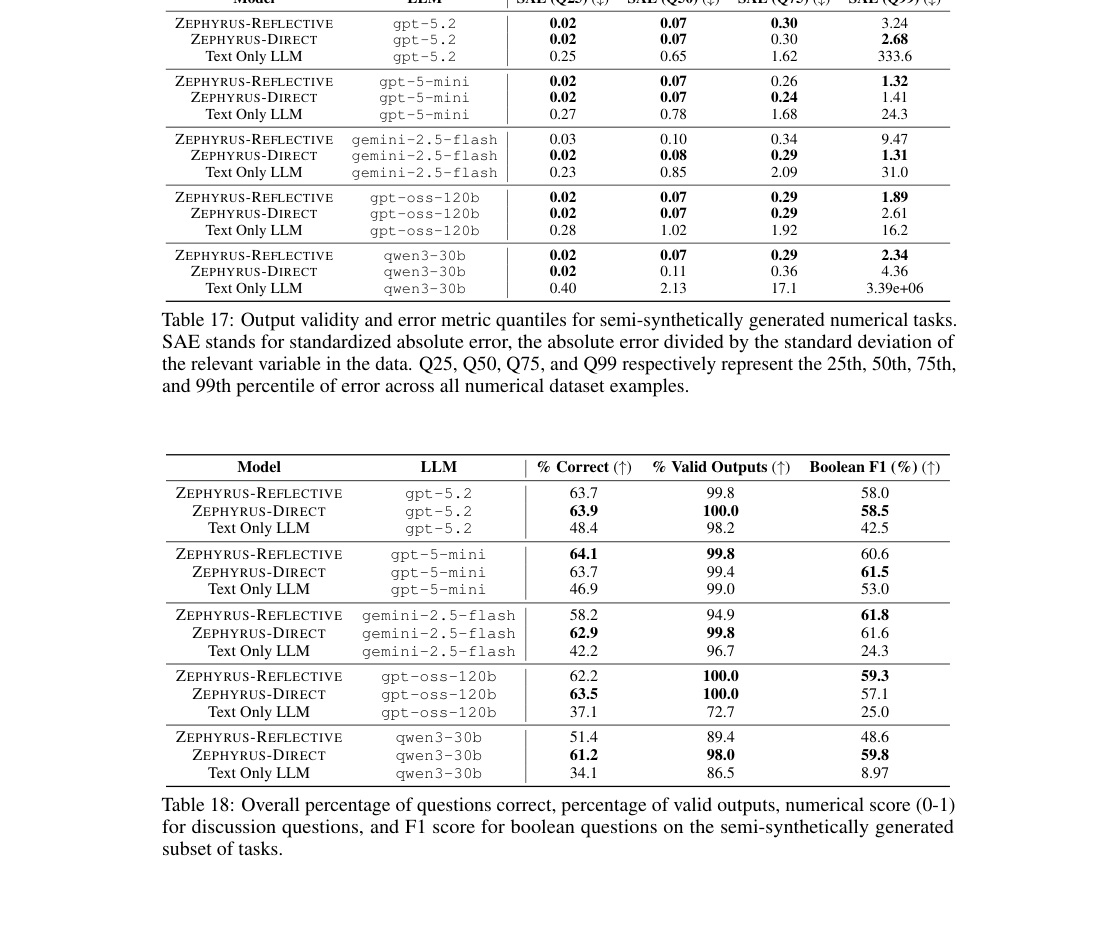 Model LLM SAE (Q25) (↓) SAE (Q50) (↓) SAE (Q75) (↓) SAE (Q99) (↓)
ZEPHYRUS-REFLECTIVE gpt-5.2 0.02 0.07 0.30 3.24
ZEPHYRUS-DIRECT gpt-5.2 0.02 0.07 0.30 2.68
Text Only LLM gpt-5.2 0.25 0.65 1.62 333.6
ZEPHYRUS-REFLECTIVE gpt-5-mini 0.02 0.07 0.26 1.32
ZEPHYRUS-DIRECT gpt-5-mini 0.02 0.07 0.24 1.41
Text Only LLM gpt-5-mini 0.27 0.78 1.68 24.3
ZEPHYRUS-REFLECTIVE gemini-2.5-flash 0.03 0.10 0.34 9.47
ZEPHYRUS-DIRECT gemini-2.5-flash 0.02 0.08 0.29 1.31
Text Only LLM gemini-2.5-flash 0.23 0.85 2.09 31.0
ZEPHYRUS-REFLECTIVE gpt-oss-120b 0.02 0.07 0.29 1.89
ZEPHYRUS-DIRECT gpt-oss-120b 0.02 0.07 0.29 2.61
Text Only LLM gpt-oss-120b 0.28 1.02 1.92 16.2
ZEPHYRUS-REFLECTIVE qwen3-30b 0.02 0.07 0.29 2.34
ZEPHYRUS-DIRECT qwen3-30b 0.02 0.11 0.36 4.36
Text Only LLM qwen3-30b 0.40 2.13 17.1 3.39e+06
Table 17: Output validity and error metric quantiles for semi-synthetically generated numerical tasks.
SAE stands for standardized absolute error, the absolute error divided by the standard deviation of
the relevant variable in the data. Q25, Q50, Q75, and Q99 respectively represent the 25th, 50th, 75th,
and 99th percentile of error across all numerical dataset examples.
Model LLM % Correct (↑) % Valid Outputs (↑) Boolean F1 (%) (↑)
ZEPHYRUS-REFLECTIVE gpt-5.2 63.7 99.8 58.0
ZEPHYRUS-DIRECT gpt-5.2 63.9 100.0 58.5
Text Only LLM gpt-5.2 48.4 98.2 42.5
ZEPHYRUS-REFLECTIVE gpt-5-mini 64.1 99.8 60.6
ZEPHYRUS-DIRECT gpt-5-mini 63.7 99.4 61.5
Text Only LLM gpt-5-mini 46.9 99.0 53.0
ZEPHYRUS-REFLECTIVE gemini-2.5-flash 58.2 94.9 61.8
ZEPHYRUS-DIRECT gemini-2.5-flash 62.9 99.8 61.6
Text Only LLM gemini-2.5-flash 42.2 96.7 24.3
ZEPHYRUS-REFLECTIVE gpt-oss-120b 62.2 100.0 59.3
ZEPHYRUS-DIRECT gpt-oss-120b 63.5 100.0 57.1
Text Only LLM gpt-oss-120b 37.1 72.7 25.0
ZEPHYRUS-REFLECTIVE qwen3-30b 51.4 89.4 48.6
ZEPHYRUS-DIRECT qwen3-30b 61.2 98.0 59.8
Text Only LLM qwen3-30b 34.1 86.5 8.97
Table 18: Overall percentage of questions correct, percentage of valid outputs, numerical score (0-1)
for discussion questions, and F1 score for boolean questions on the semi-synthetically generated
subset of tasks.